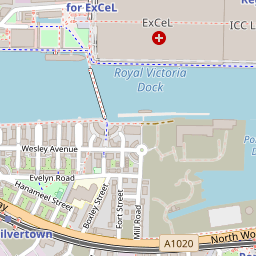 for ExCeL
ExCeL
ICC L
Royal Victoria
Dock
Wesley Avenue
Evelyn Road
Hanameel Street
Boxley Street
Fort Street
Mill Road
ilvertown
A1020
North Wo